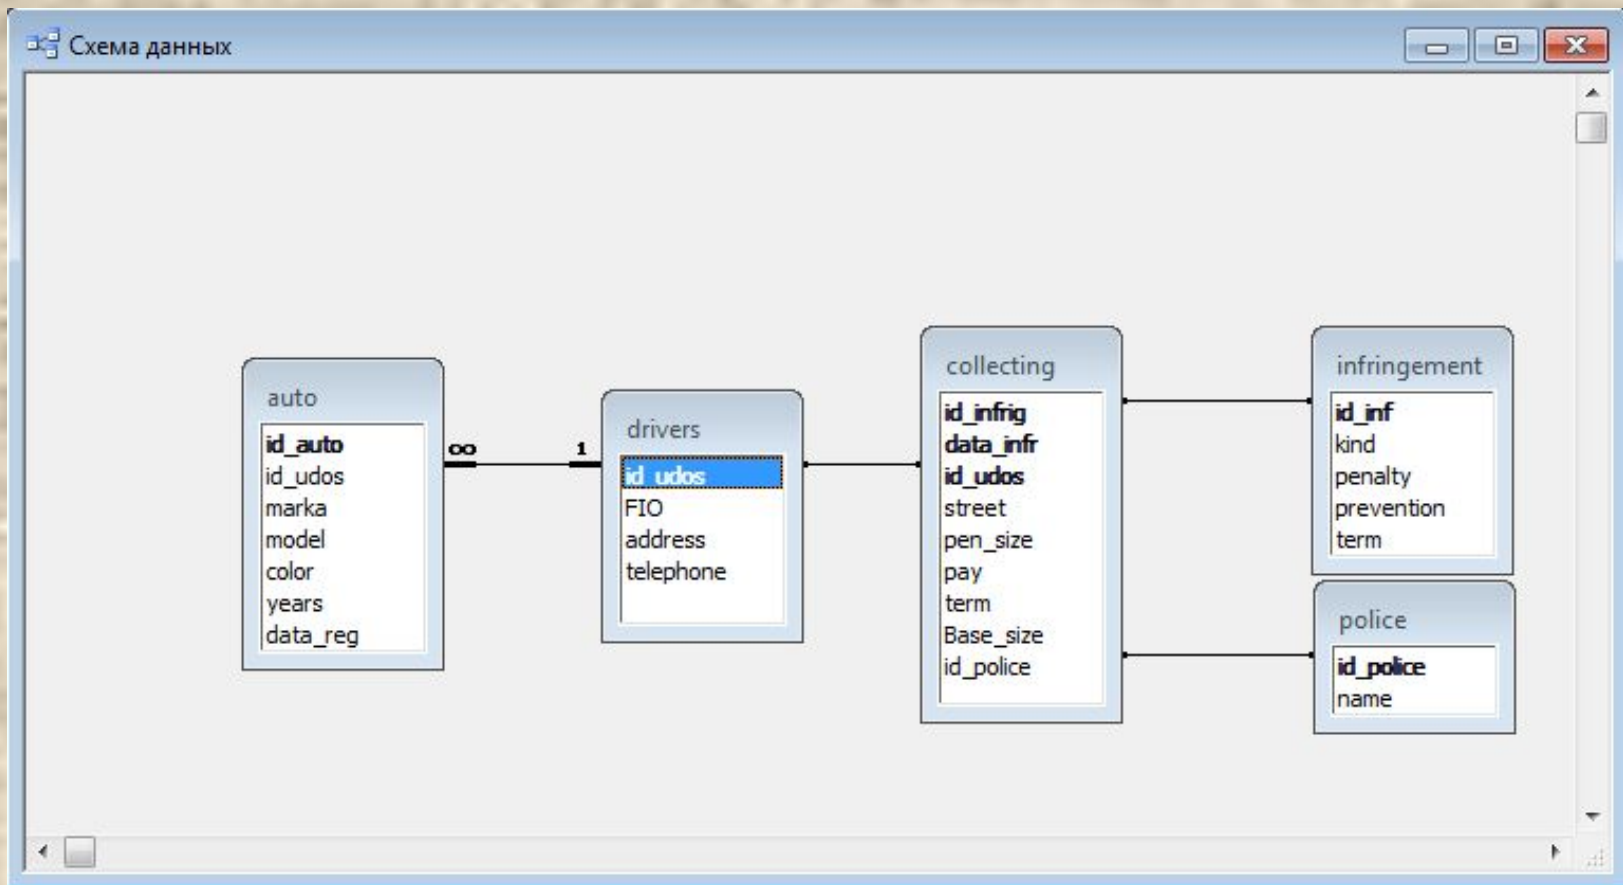 Схема данных
auto
id_auto
id_udos
marka
model
color
years
data_reg
∞
1
drivers
id_udos
FIO
address
telephone
collecting
id_infrig
data_infr
id_udos
street
pen_size
pay
term
Base_size
id_police
infringement
id_inf
kind
penalty
prevention
term
police
id_police
name